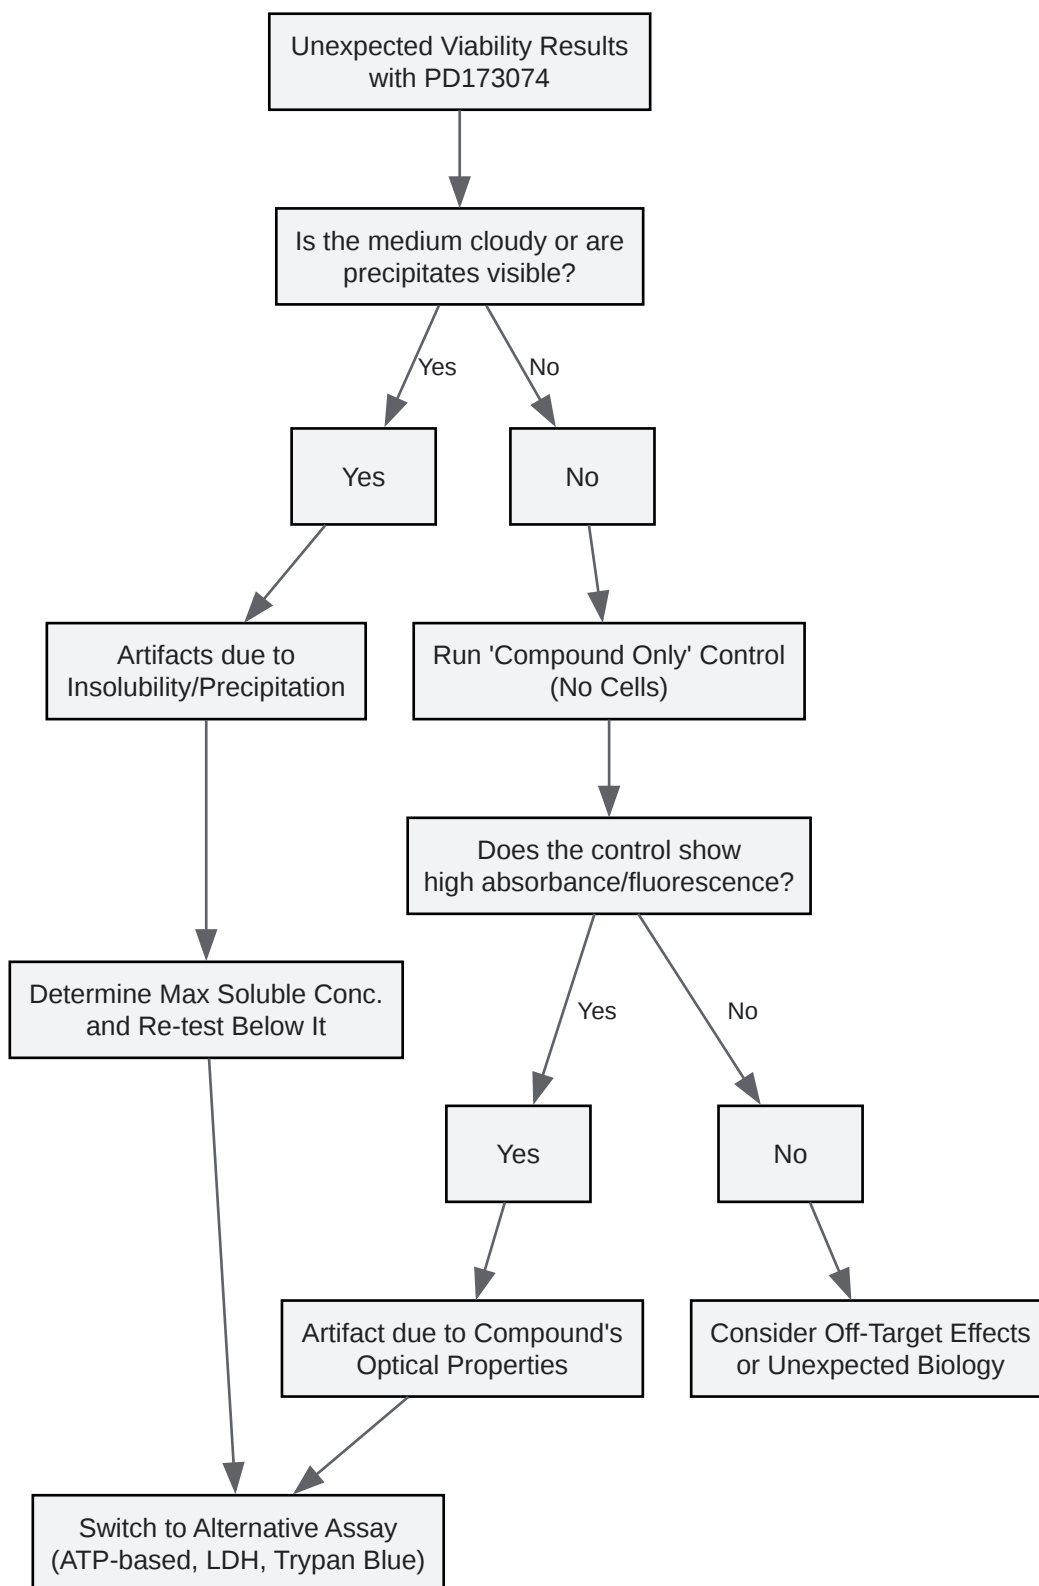 Unexpected Viability Results
with PD173074
Is the medium cloudy or are
precipitates visible?
Yes
No
Yes
No
Artifacts due to
Insolubility/Precipitation
Run 'Compound Only' Control
(No Cells)
Does the control show
high absorbance/fluorescence?
Determine Max Soluble Conc.
and Re-test Below It
Yes
No
Yes
No
Artifact due to Compound's
Optical Properties
Consider Off-Target Effects
or Unexpected Biology
Switch to Alternative Assay
(ATP-based, LDH, Trypan Blue)